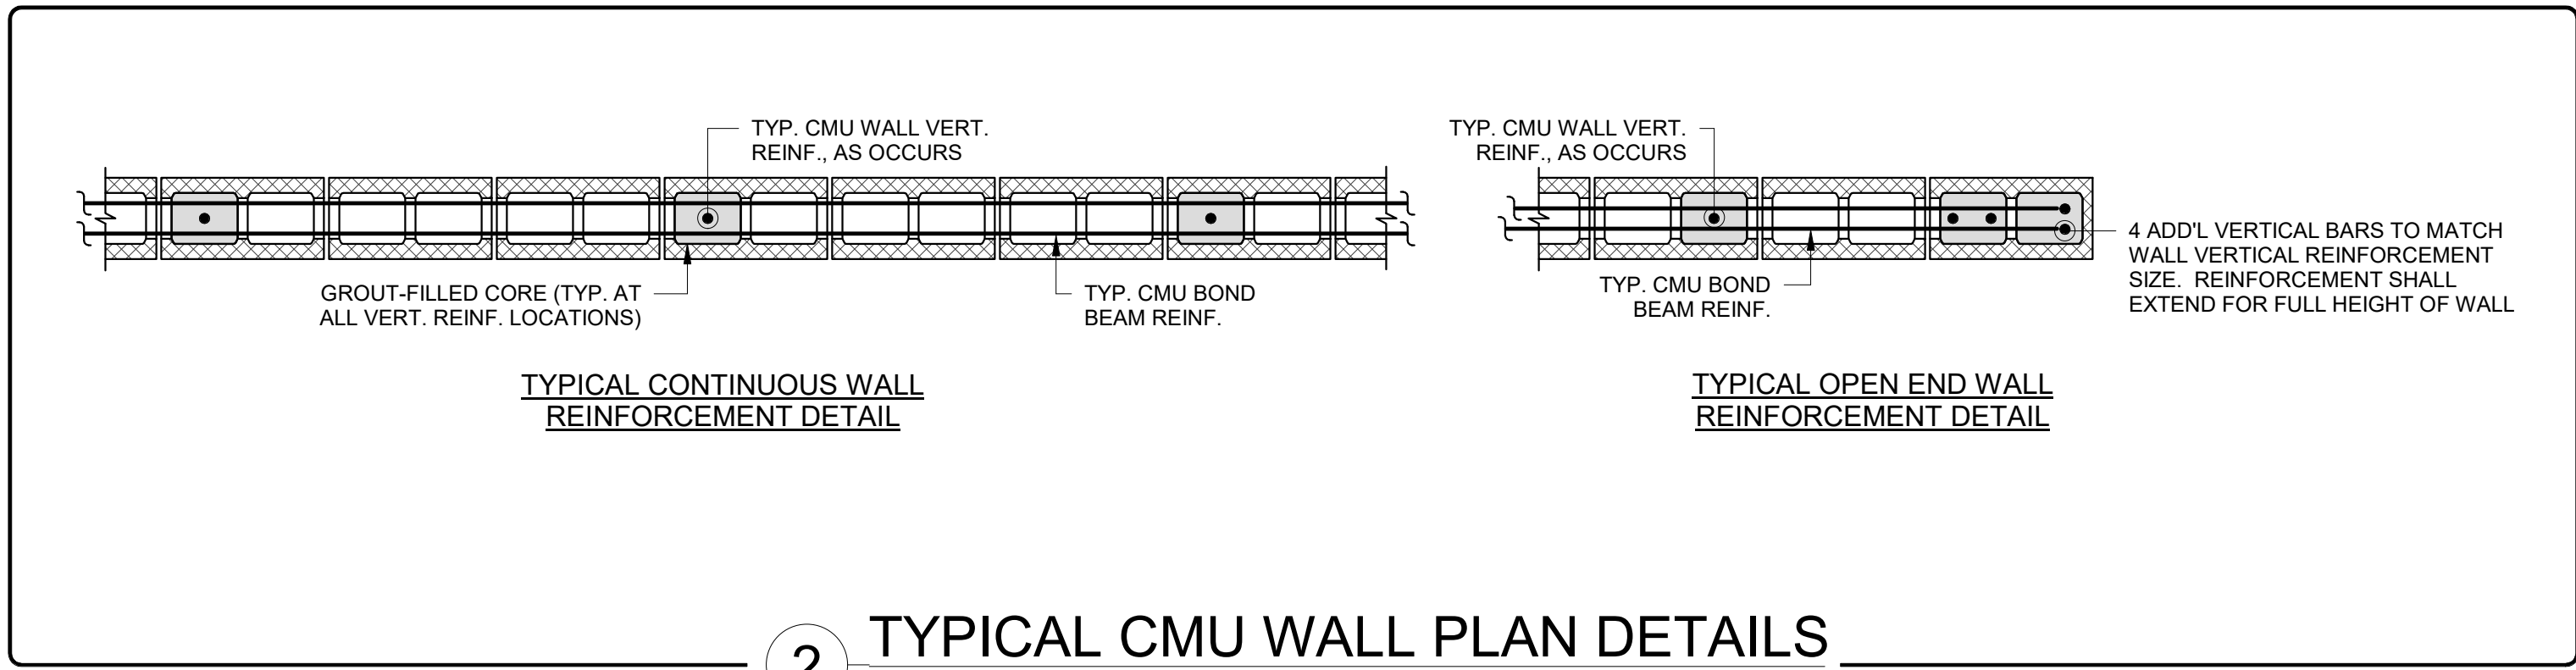 TYP. CMU WALL VERT.
REINF., AS OCCURS
GROUT-FILLED CORE (TYP. AT
ALL VERT. REINF. LOCATIONS)
TYP. CMU BOND
BEAM REINF.
TYPICAL CONTINUOUS WALL
REINFORCEMENT DETAIL
TYP. CMU WALL VERT.
REINF., AS OCCURS
TYP. CMU BOND
BEAM REINF.
4 ADD'L VERTICAL BARS TO MATCH
WALL VERTICAL REINFORCEMENT
SIZE. REINFORCEMENT SHALL
EXTEND FOR FULL HEIGHT OF WALL
TYPICAL OPEN END WALL
REINFORCEMENT DETAIL
2 TYPICAL CMU WALL PLAN DETAILS